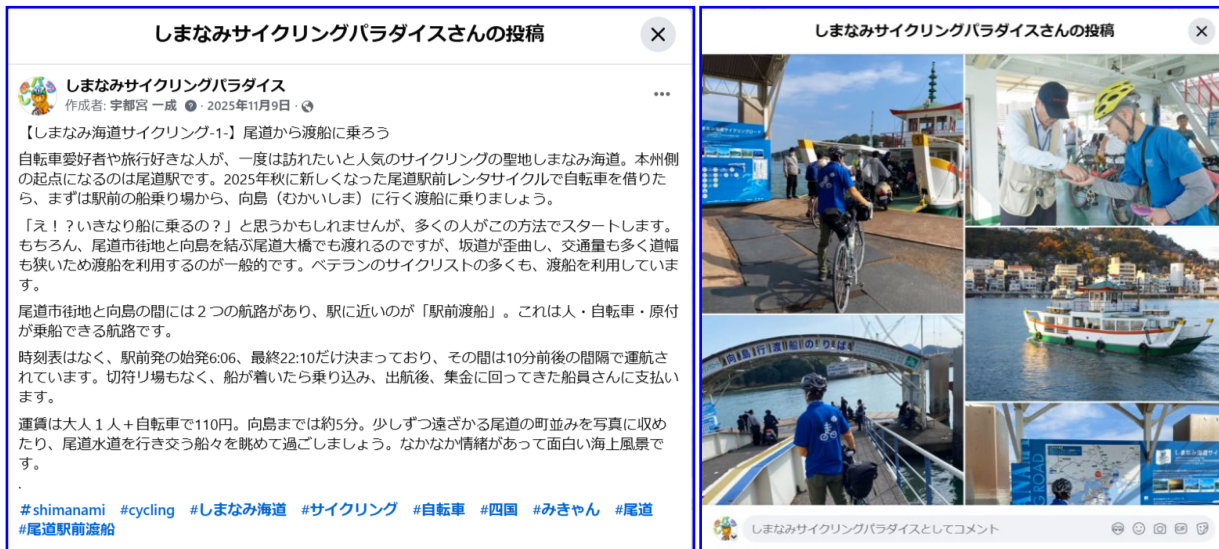 しまなみサイクリングパラダイスさんの投稿
しまなみサイクリングパラダイス
作成者: 宇都宮 一成 · 2025年11月9日 ·
【しまなみ海道サイクリング-1-】尾道から渡船に乗ろう
自転車愛好者や旅行好きな人が、一度は訪れたいと人気のサイクリングの聖地しまなみ海道。本州側
の起点になるのは尾道駅です。2025年秋に新しくなった尾道駅前レンタサイクルで自転車を借りた
ら、まずは駅前の船乗り場から、向島（むかいしま）に行く渡船に乗りましょう。
「え！？いきなり船に乗るの？」と思うかもしれませんが、多くの人がこの方法でスタートします。
もちろん、尾道市街地と向島を結ぶ尾道大橋でも渡れるのですが、坂道が歪曲し、交通量も多く道幅
も狭いため渡船を利用するのが一般的です。ベテランのサイクリストの多くも、渡船を利用していま
す。
尾道市街地と向島の間には２つの航路があり、駅に近いのが「駅前渡船」。これは人・自転車・原付
が乗船できる航路です。
時刻表はなく、駅前発の始発6:06、最終22:10だけ決まっており、その間は10分前後の間隔で運航さ
れています。切符リ場もなく、船が着いたら乗り込み、出航後、集金に回ってきた船員さんに支払い
ます。
運賃は大人１人＋自転車で110円。向島までは約5分。少しずつ遠ざかる尾道の町並みを写真に収め
たり、尾道水道を行き交う船々を眺めて過ごしましょう。なかなか情緒があって面白い海上風景で
す。
.
#shimanami #cycling #しまなみ海道 #サイクリング #自転車 #四国 #みきゃん #尾道
#尾道駅前渡船
しまなみサイクリングパラダイスさんの投稿
向島行渡船のりば
しまなみサイクリングパラダイスとしてコメント